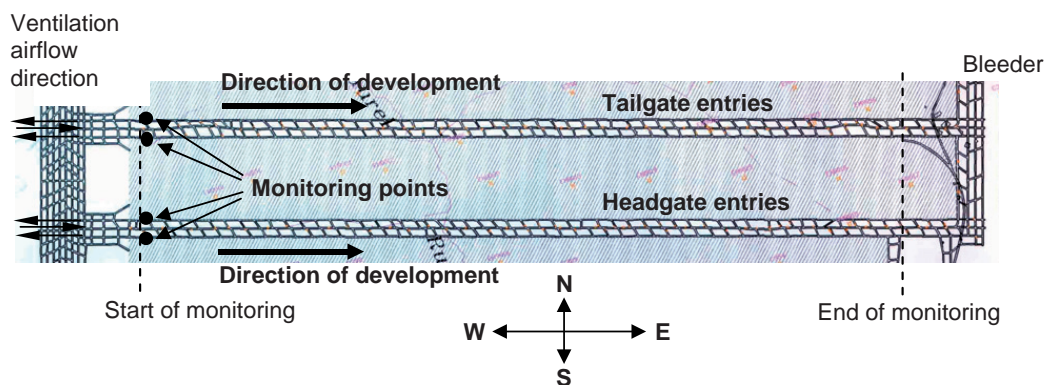 Ventilation
airflow
direction
Bleeder
Direction of development
Tailgate entries
Monitoring points
Headgate entries
Direction of development
Start of monitoring
End of monitoring
N
W E
S